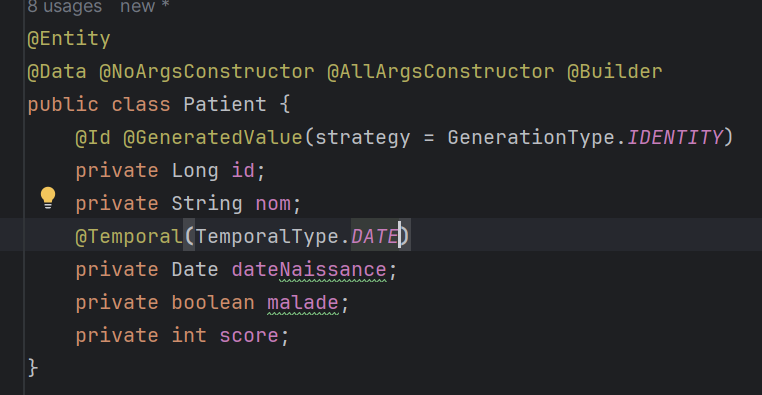 8 usages new *
@Entity
@Data @NoArgsConstructor @AllArgsConstructor @Builder
public class Patient {
@Id @GeneratedValue(strategy = GenerationType.IDENTITY)
private Long id;
private String nom;
@Temporal(TemporalType.DATE)
private Date dateNaissance;
private boolean malade;
private int score;
}